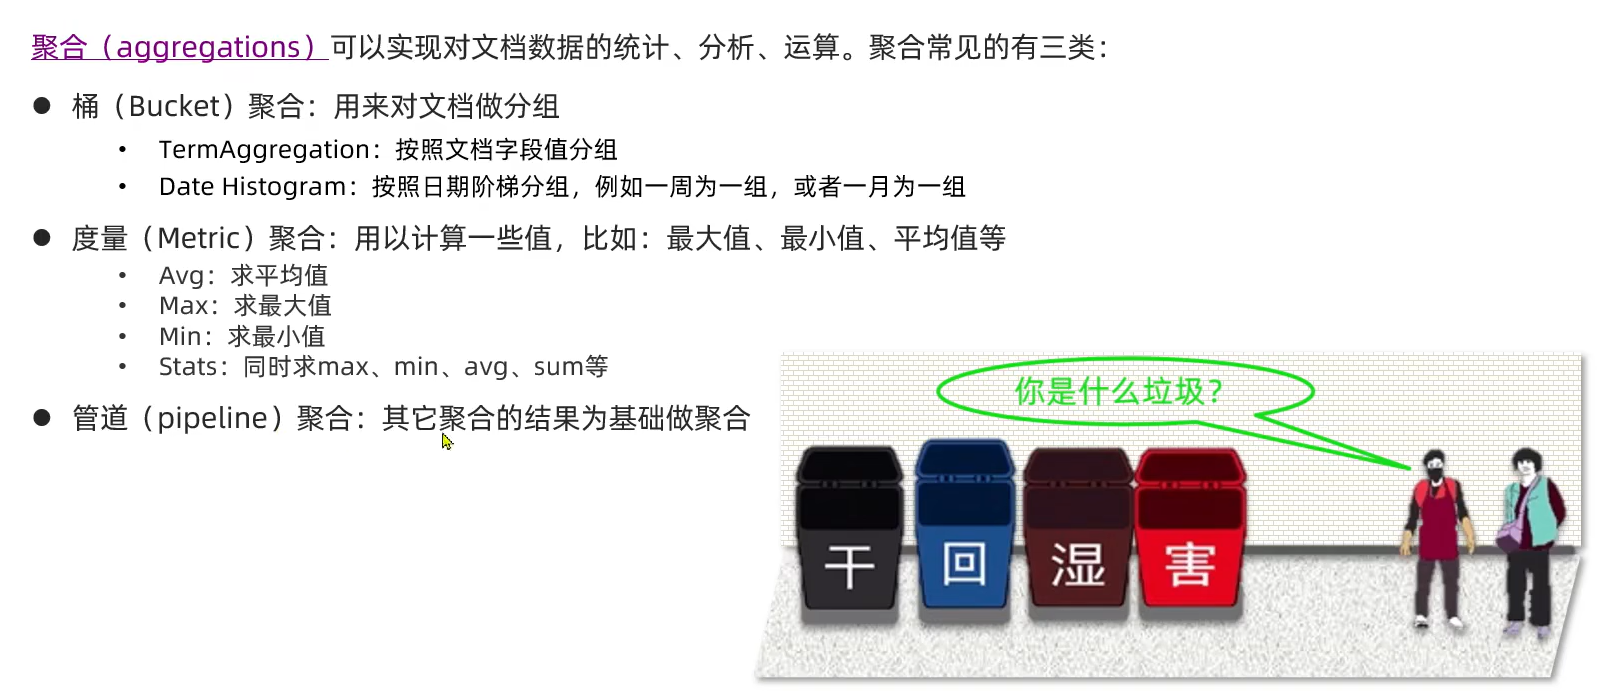 聚合（aggregations）可以实现对文档数据的统计、分析、运算。聚合常见的有三类：
● 桶（Bucket）聚合：用来对文档做分组
• TermAggregation：按照文档字段值分组
• Date Histogram：按照日期阶梯分组，例如一周为一组，或者一月为一组
● 度量（Metric）聚合：用以计算一些值，比如：最大值、最小值、平均值等
• Avg：求平均值
• Max：求最大值
• Min：求最小值
• Stats：同时求max、min、avg、sum等
● 管道（pipeline）聚合：其它聚合的结果为基础做聚合
你是什么垃圾？
干 回 湿 害